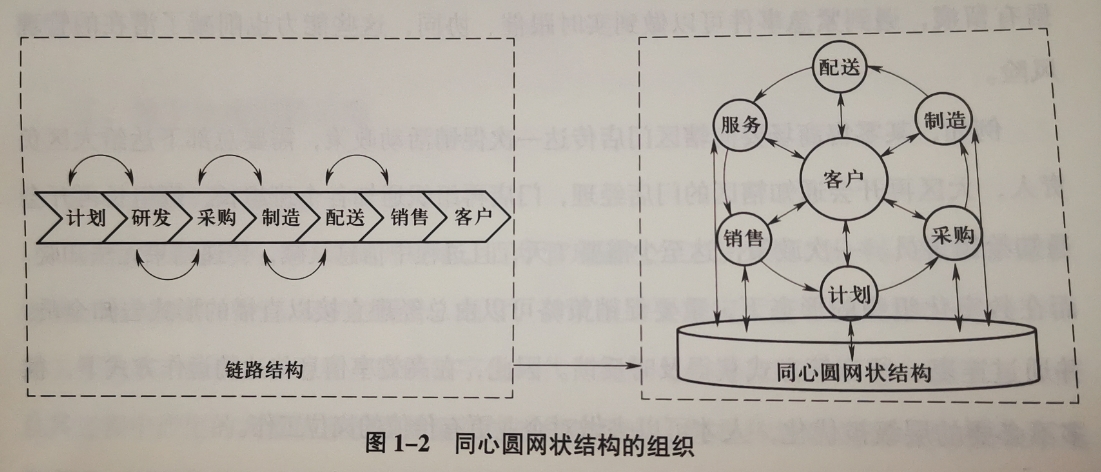 计划 研发 采购 制造 配送 销售 客户
链路结构
配送
服务 制造
客户
销售 采购
计划
同心圆网状结构
图 1-2 同心圆网状结构的组织